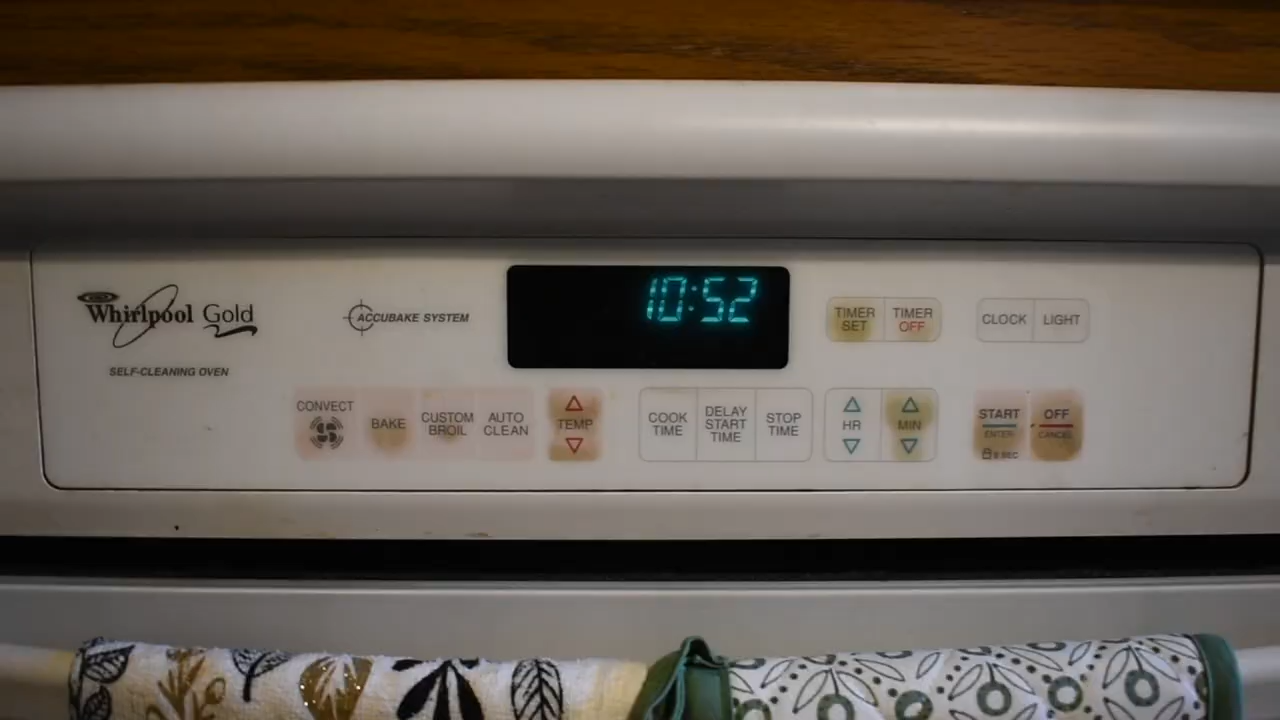 10:52
Whirlpool Gold
ACCUBAKE SYSTEM
TIMER SET
TIMER OFF
CLOCK
LIGHT
SELF-CLEANING OVEN
CONVECT
BAKE
CUSTOM BROIL
AUTO CLEAN
TEMP
COOK TIME
DELAY START TIME
STOP TIME
HR
MIN
START
ENTER
OFF
CANCEL
SEC